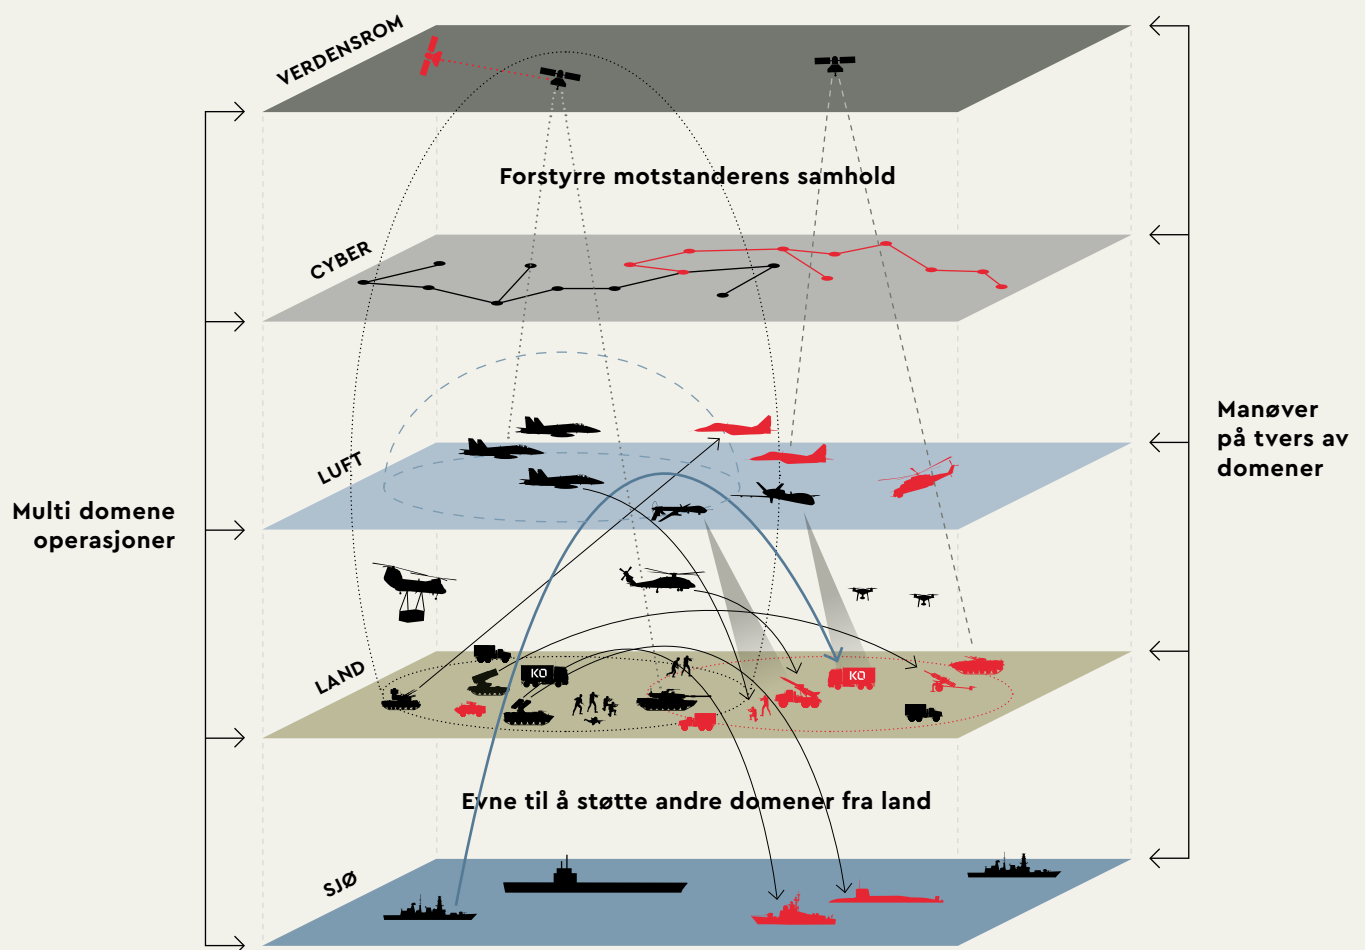 VERDENSROM
Forstyrre motstanderens samhold
CYBER
LUFT
Manøver
på tvers av
domener
Multi domene
operasjoner
LAND
KO
KO
Evne til å støtte andre domener fra land
SJØ